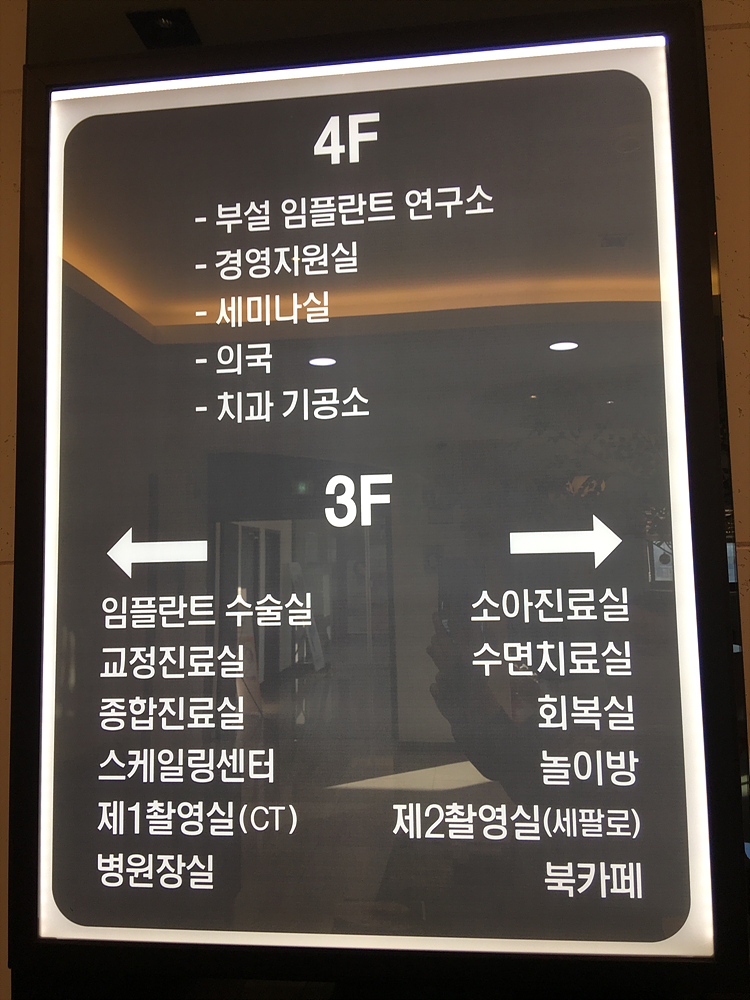 4F
- 부설 임플란트 연구소
- 경영자원실
- 세미나실
- 의국
- 치과 기공소
3F
임플란트 수술실
교정진료실
종합진료실
스케일링센터
제1촬영실(CT)
병원장실
소아진료실
수면치료실
회복실
놀이방
제2촬영실(세팔로)
북카페